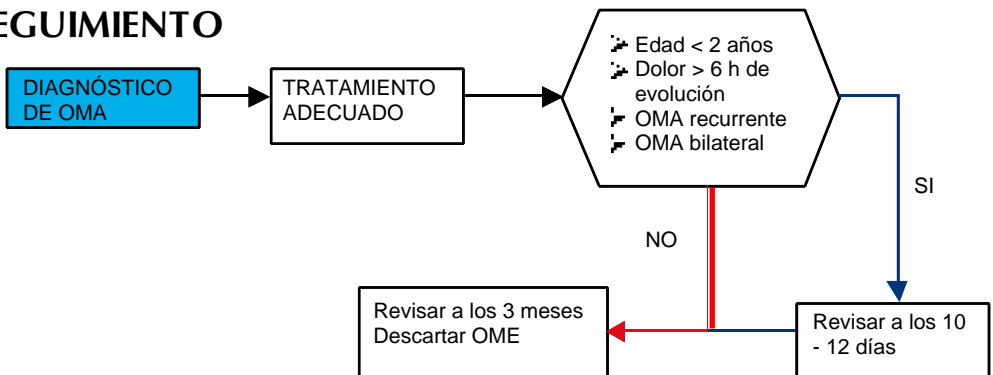 EGUIMIENTO
DIAGNÓSTICO
DE OMA
TRATAMIENTO
ADECUADO
Edad < 2 años
Dolor > 6 h de
evolución
OMA recurrente
OMA bilateral
SI
NO
Revisar a los 3 meses
Descartar OME
Revisar a los 10
- 12 días